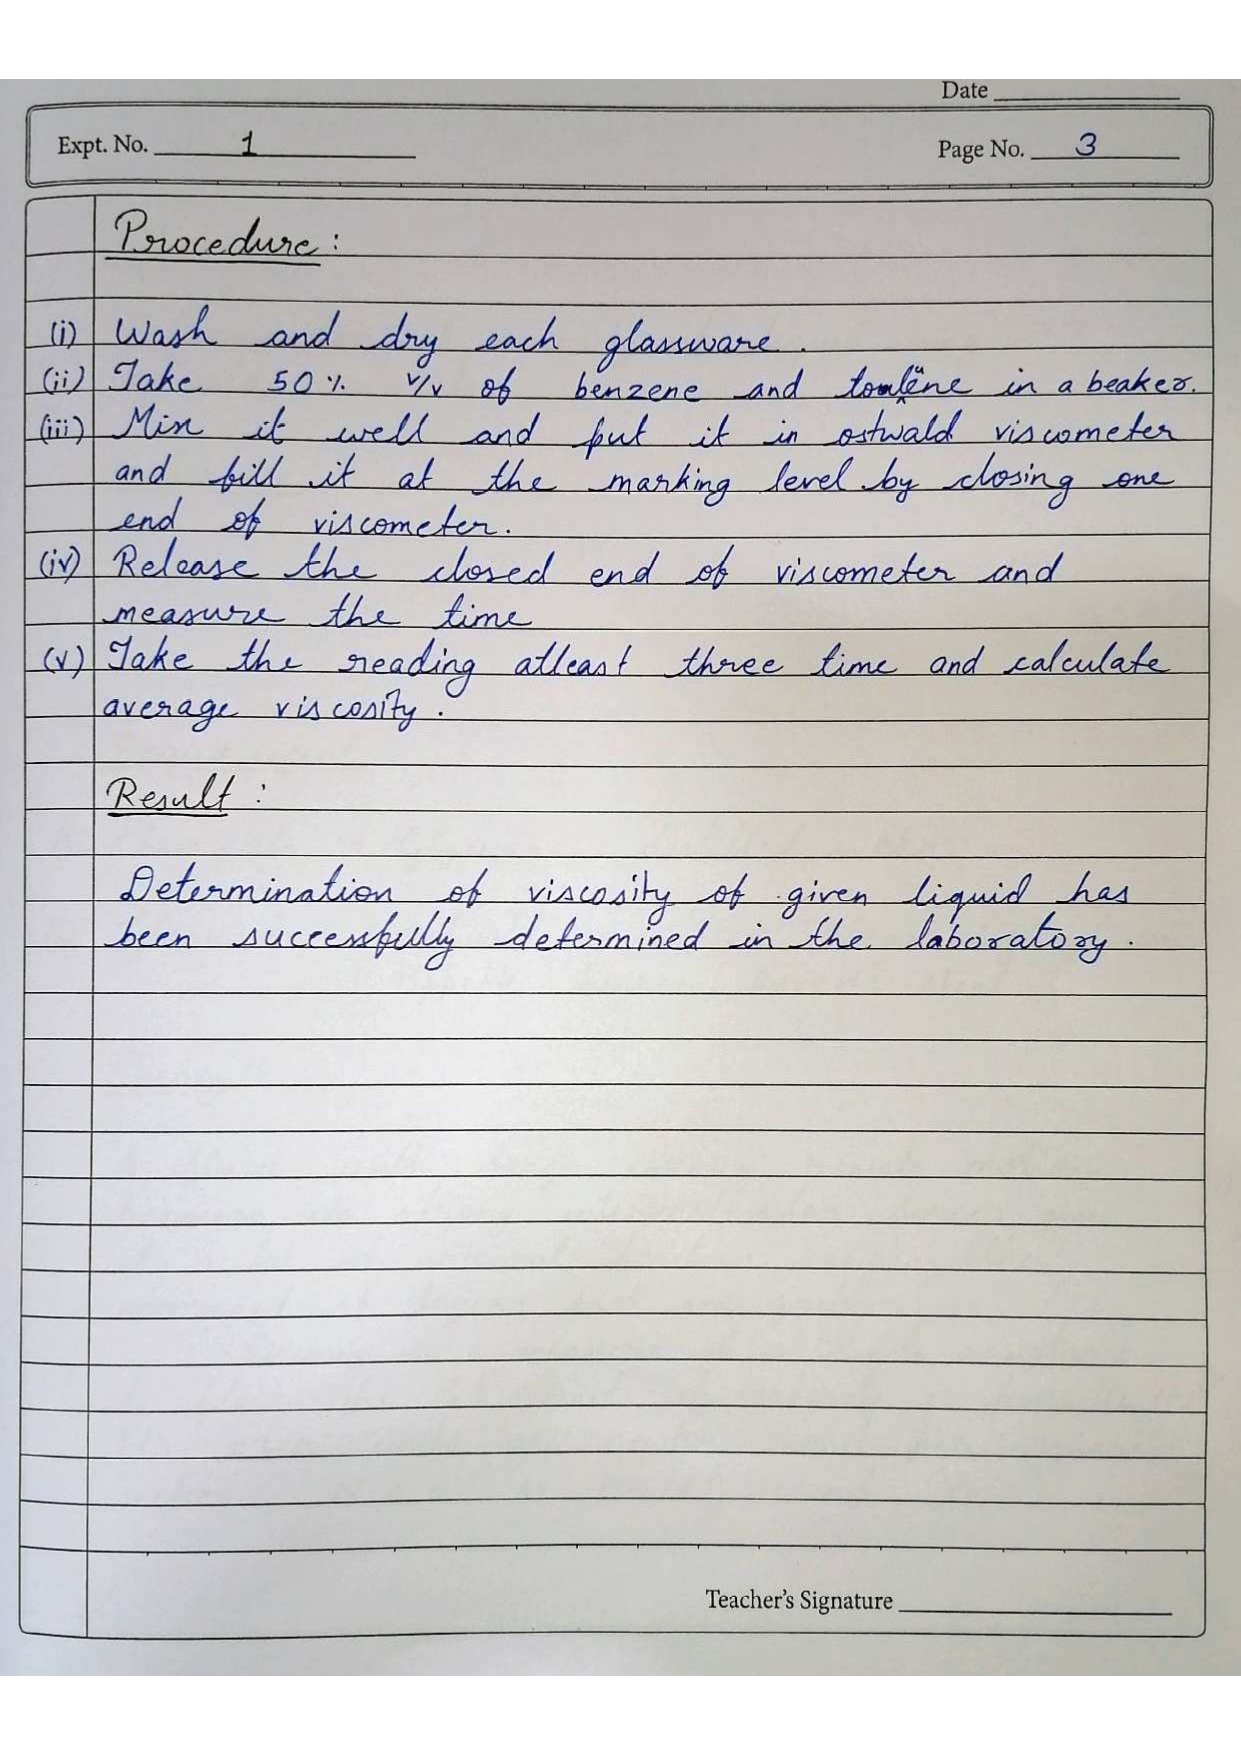 Date
Expt. No. 1
Page No. 3
Procedure:
(i) Wash and dry each glassware.
(ii) Take 50% v/v of benzene and in a beaker.
(iii) Mix it well and put it in ostwald viscometer
and fill it at the marking level by closing one
end of viscometer.
(iv) Release the closed end of viscometer and
measure the time
(v) Take the reading atleast three time and calculate
average viscosity.
Result:
Determination of viscosity of given liquid has
been successfully determined in the laboratory.
Teacher's Signature